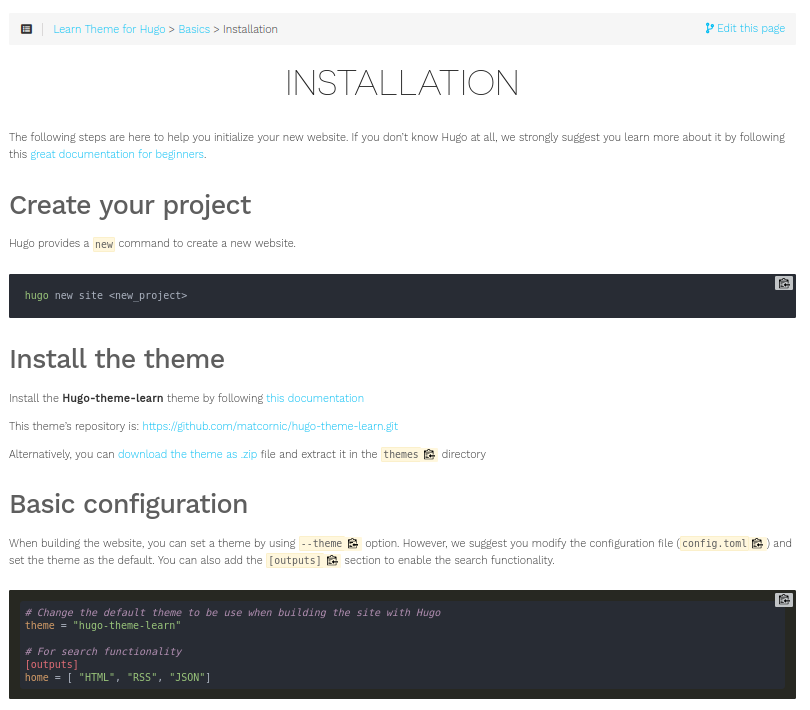 Learn Theme for Hugo > Basics > Installation
Edit this page
INSTALLATION
The following steps are here to help you initialize your new website. If you don't know Hugo at all, we strongly suggest you learn more about it by following
this great documentation for beginners.
Create your project
Hugo provides a new command to create a new website.
hugo new site <new_project>
Install the theme
Install the Hugo-theme-learn theme by following this documentation
This theme's repository is: https://github.com/matcornic/hugo-theme-learn.git
Alternatively, you can download the theme as .zip file and extract it in the themes directory
Basic configuration
When building the website, you can set a theme by using --theme option. However, we suggest you modify the configuration file (config.toml ) and
set the theme as the default. You can also add the [outputs] section to enable the search functionality.
# Change the default theme to be use when building the site with Hugo
theme = "hugo-theme-learn"
# For search functionality
[outputs]
home = [ "HTML", "RSS", "JSON"]